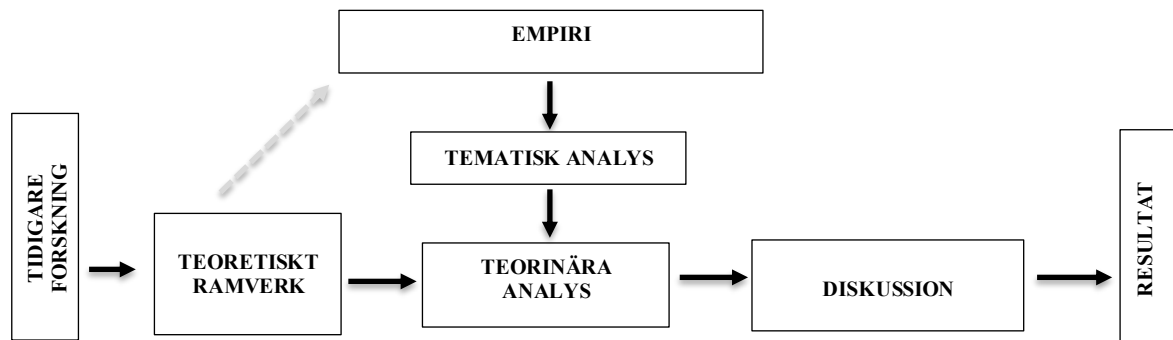 EMPIRI
TEMATISK ANALYS
TIDIGARE
FORSKNING
TEORETISKT
RAMVERK
TEORINÄRA
ANALYS
DISKUSSION
RESULTAT